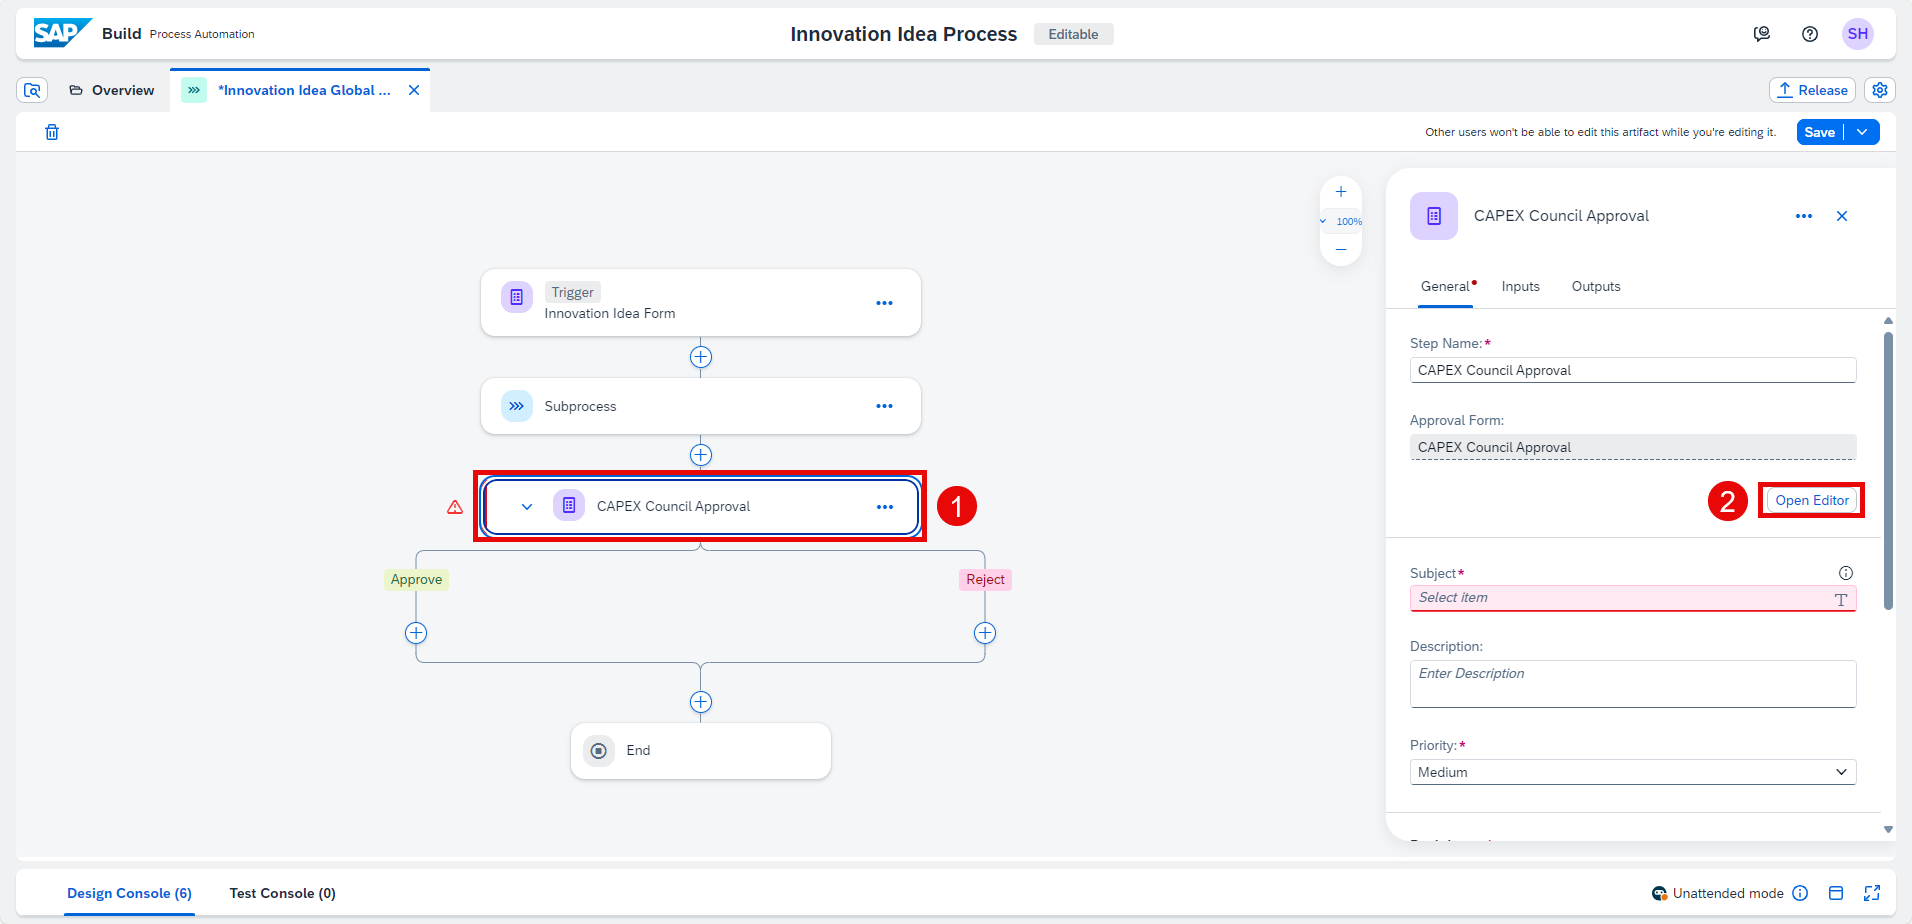 SAP Build Process Automation
Innovation Idea Process Editable
SH
Overview
*Innovation Idea Global ...
Release
Other users won't be able to edit this artifact while you're editing it.
Save
100%
Trigger
Innovation Idea Form
Subprocess
CAPEX Council Approval
1
Approve
Reject
End
CAPEX Council Approval
General Inputs Outputs
Step Name:*
CAPEX Council Approval
Approval Form:
CAPEX Council Approval
2
Open Editor
Subject*
Select item
Description:
Enter Description
Priority:*
Medium
Design Console (6) Test Console (0)
Unattended mode